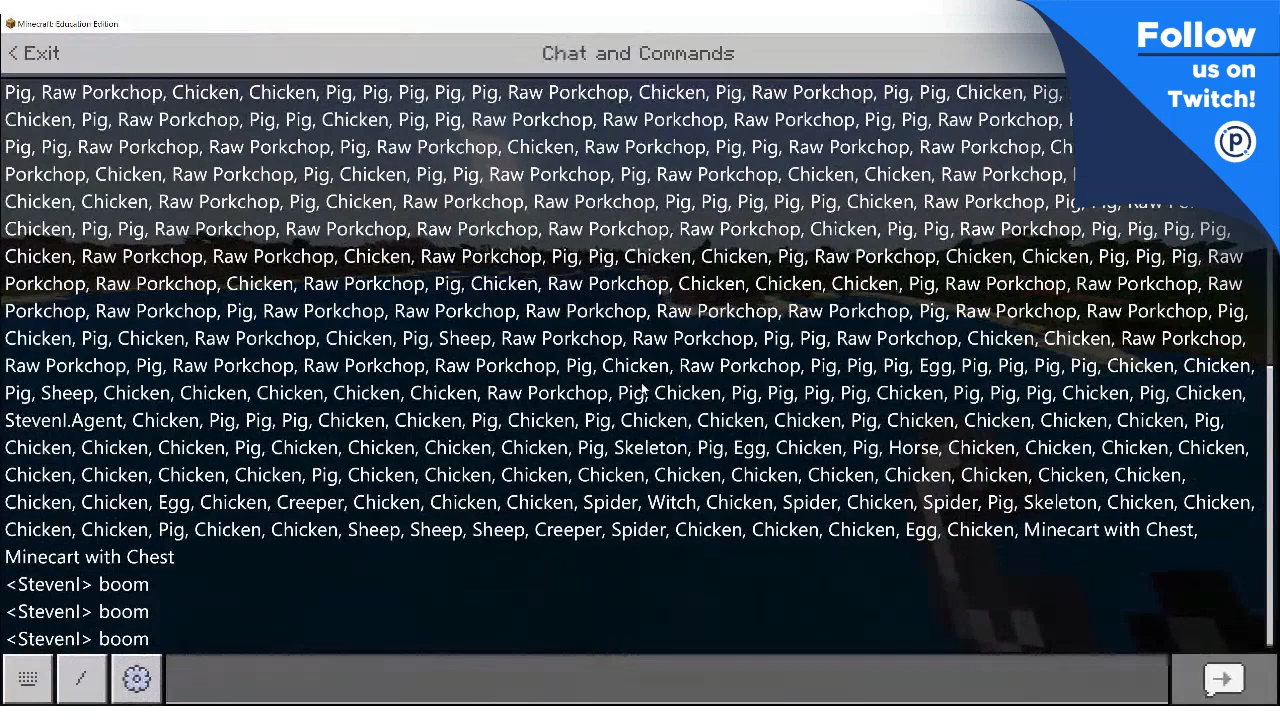 Minecraft: Education Edition
< Exit
Chat and Commands
Follow
us on
Twitch!
Pig, Raw Porkchop, Chicken, Chicken, Pig, Pig, Pig, Pig, Pig, Raw Porkchop, Chicken, Pig, Raw Porkchop, Pig, Pig, Chicken, Pig,
Chicken, Pig, Raw Porkchop, Pig, Pig, Chicken, Pig, Pig, Raw Porkchop, Raw Porkchop, Raw Porkchop, Pig, Pig, Raw Porkchop,
Pig, Pig, Raw Porkchop, Raw Porkchop, Pig, Raw Porkchop, Chicken, Raw Porkchop, Pig, Pig, Raw Porkchop, Raw Porkchop,
Porkchop, Chicken, Raw Porkchop, Pig, Chicken, Pig, Pig, Raw Porkchop, Pig, Raw Porkchop, Chicken, Chicken, Raw Porkchop,
Chicken, Chicken, Raw Porkchop, Pig, Chicken, Raw Porkchop, Raw Porkchop, Pig, Pig, Pig, Pig, Pig, Chicken, Raw Porkchop, Pig, Pig,
Chicken, Pig, Pig, Raw Porkchop, Raw Porkchop, Raw Porkchop, Raw Porkchop, Chicken, Pig, Pig, Raw Porkchop, Pig, Pig, Pig, Pig,
Chicken, Raw Porkchop, Raw Porkchop, Chicken, Raw Porkchop, Pig, Pig, Chicken, Chicken, Pig, Raw Porkchop, Chicken, Chicken, Pig, Pig, Pig, Raw
Porkchop, Raw Porkchop, Chicken, Raw Porkchop, Pig, Chicken, Raw Porkchop, Chicken, Chicken, Chicken, Pig, Raw Porkchop, Raw Porkchop, Raw
Porkchop, Raw Porkchop, Pig, Raw Porkchop, Raw Porkchop, Raw Porkchop, Raw Porkchop, Raw Porkchop, Pig, Raw Porkchop, Raw Porkchop, Pig,
Chicken, Pig, Chicken, Raw Porkchop, Chicken, Pig, Sheep, Raw Porkchop, Raw Porkchop, Pig, Pig, Raw Porkchop, Chicken, Chicken, Raw Porkchop,
Raw Porkchop, Pig, Raw Porkchop, Raw Porkchop, Raw Porkchop, Pig, Chicken, Raw Porkchop, Pig, Pig, Pig, Egg, Pig, Pig, Pig, Pig, Chicken, Chicken,
Pig, Sheep, Chicken, Chicken, Chicken, Chicken, Chicken, Raw Porkchop, Pig, Chicken, Pig, Pig, Pig, Pig, Chicken, Pig, Pig, Pig, Chicken, Pig, Chicken,
StevenI.Agent, Chicken, Pig, Pig, Pig, Chicken, Chicken, Pig, Chicken, Pig, Chicken, Chicken, Chicken, Pig, Chicken, Chicken, Chicken, Chicken, Pig,
Chicken, Chicken, Chicken, Pig, Chicken, Chicken, Chicken, Chicken, Pig, Skeleton, Pig, Egg, Chicken, Pig, Horse, Chicken, Chicken, Chicken, Chicken,
Chicken, Chicken, Chicken, Chicken, Pig, Chicken, Chicken, Chicken, Chicken, Chicken, Chicken, Chicken, Chicken, Chicken, Chicken, Chicken,
Chicken, Chicken, Egg, Chicken, Creeper, Chicken, Chicken, Chicken, Spider, Witch, Chicken, Spider, Chicken, Spider, Pig, Skeleton, Chicken, Chicken,
Chicken, Chicken, Pig, Chicken, Chicken, Sheep, Sheep, Sheep, Creeper, Spider, Chicken, Chicken, Chicken, Egg, Chicken, Minecart with Chest,
Minecart with Chest
<StevenI> boom
<StevenI> boom
<StevenI> boom